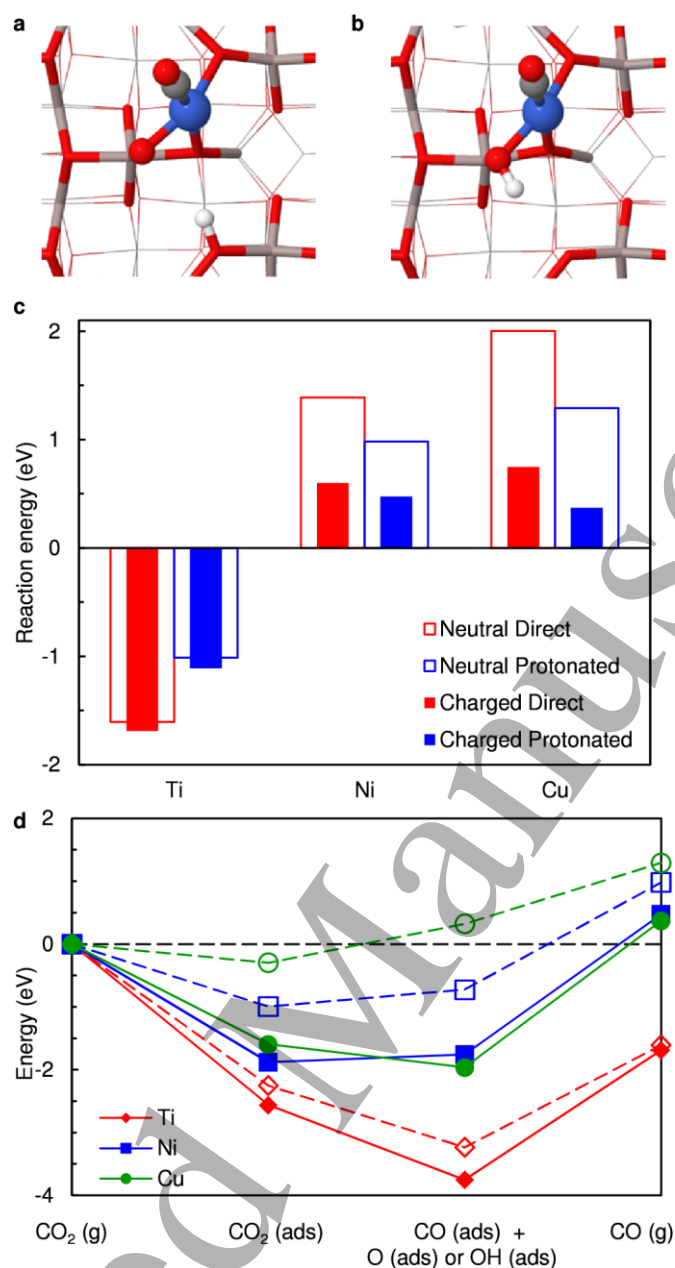 a
b
c
2
1
0
-1
-2
Reaction energy (eV)
Neutral Direct
Neutral Protonated
Charged Direct
Charged Protonated
Ti
Ni
Cu
d
2
0
-2
-4
Energy (eV)
Ti
Ni
Cu
CO₂ (g)
CO₂ (ads)
CO (ads) +
O (ads) or OH (ads)
CO (g)